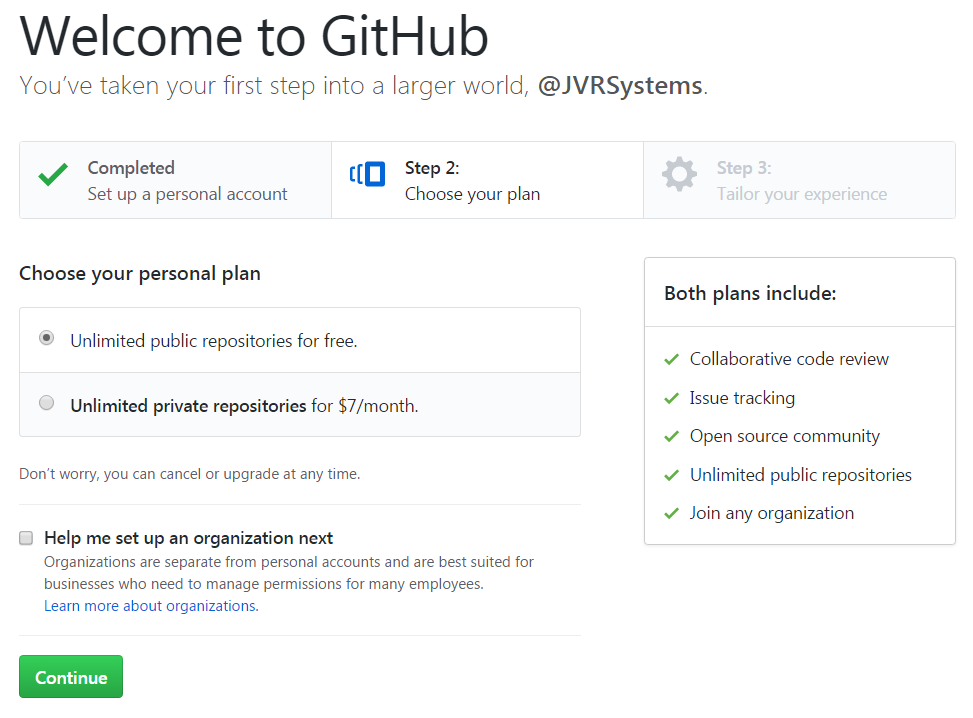 Welcome to GitHub
You’ve taken your first step into a larger world, @JVRSystems.
Completed
Set up a personal account
Step 2:
Choose your plan
Step 3:
Tailor your experience
Choose your personal plan
Unlimited public repositories for free.
Unlimited private repositories for $7/month.
Don’t worry, you can cancel or upgrade at any time.
Help me set up an organization next
Organizations are separate from personal accounts and are best suited for
businesses who need to manage permissions for many employees.
Learn more about organizations.
Continue
Both plans include:
Collaborative code review
Issue tracking
Open source community
Unlimited public repositories
Join any organization